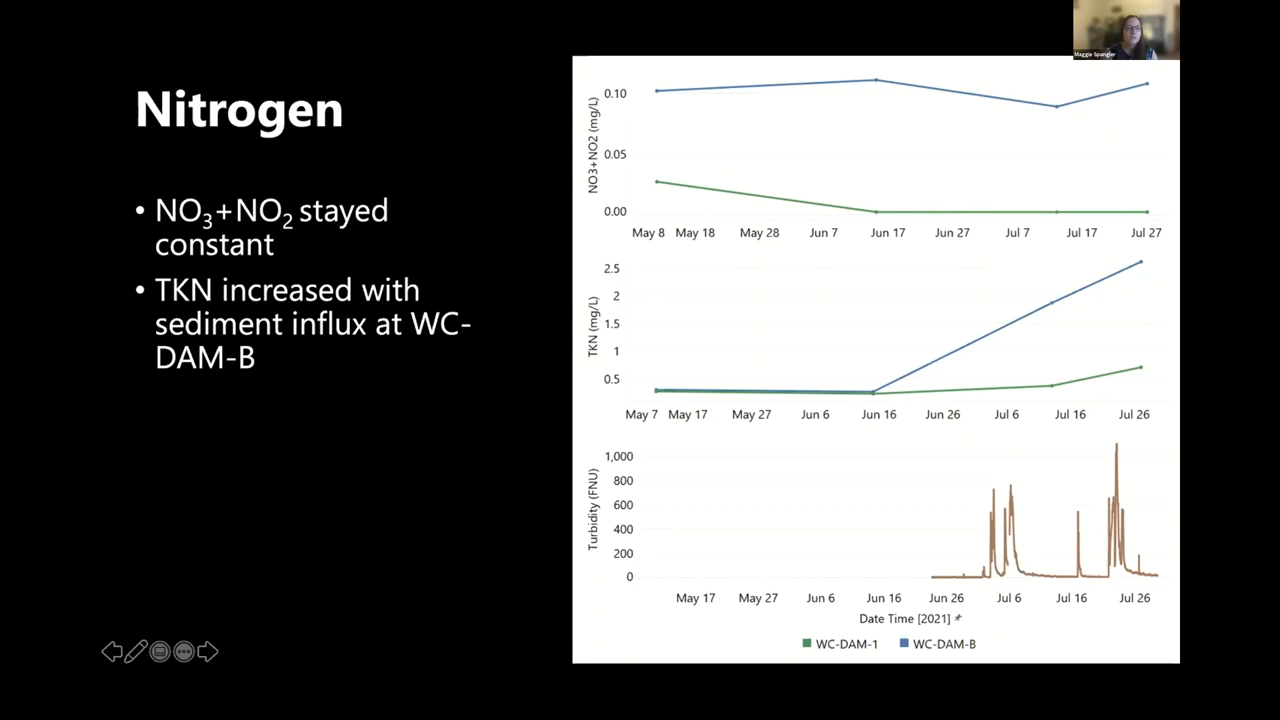 Maggie Spangler
Nitrogen
• NO₃+NO₂ stayed
constant
• TKN increased with
sediment influx at WC-
DAM-B
NO3+NO2 (mg/L)
0.10
0.05
0.00
May 8 May 18 May 28 Jun 7 Jun 17 Jun 27 Jul 7 Jul 17 Jul 27
TKN (mg/L)
2.5
2
1.5
1
0.5
May 7 May 17 May 27 Jun 6 Jun 16 Jun 26 Jul 6 Jul 16 Jul 26
Turbidity (FNU)
1,000
800
600
400
200
0
May 17 May 27 Jun 6 Jun 16 Jun 26 Jul 6 Jul 16 Jul 26
Date Time [2021]
WC-DAM-1 WC-DAM-B